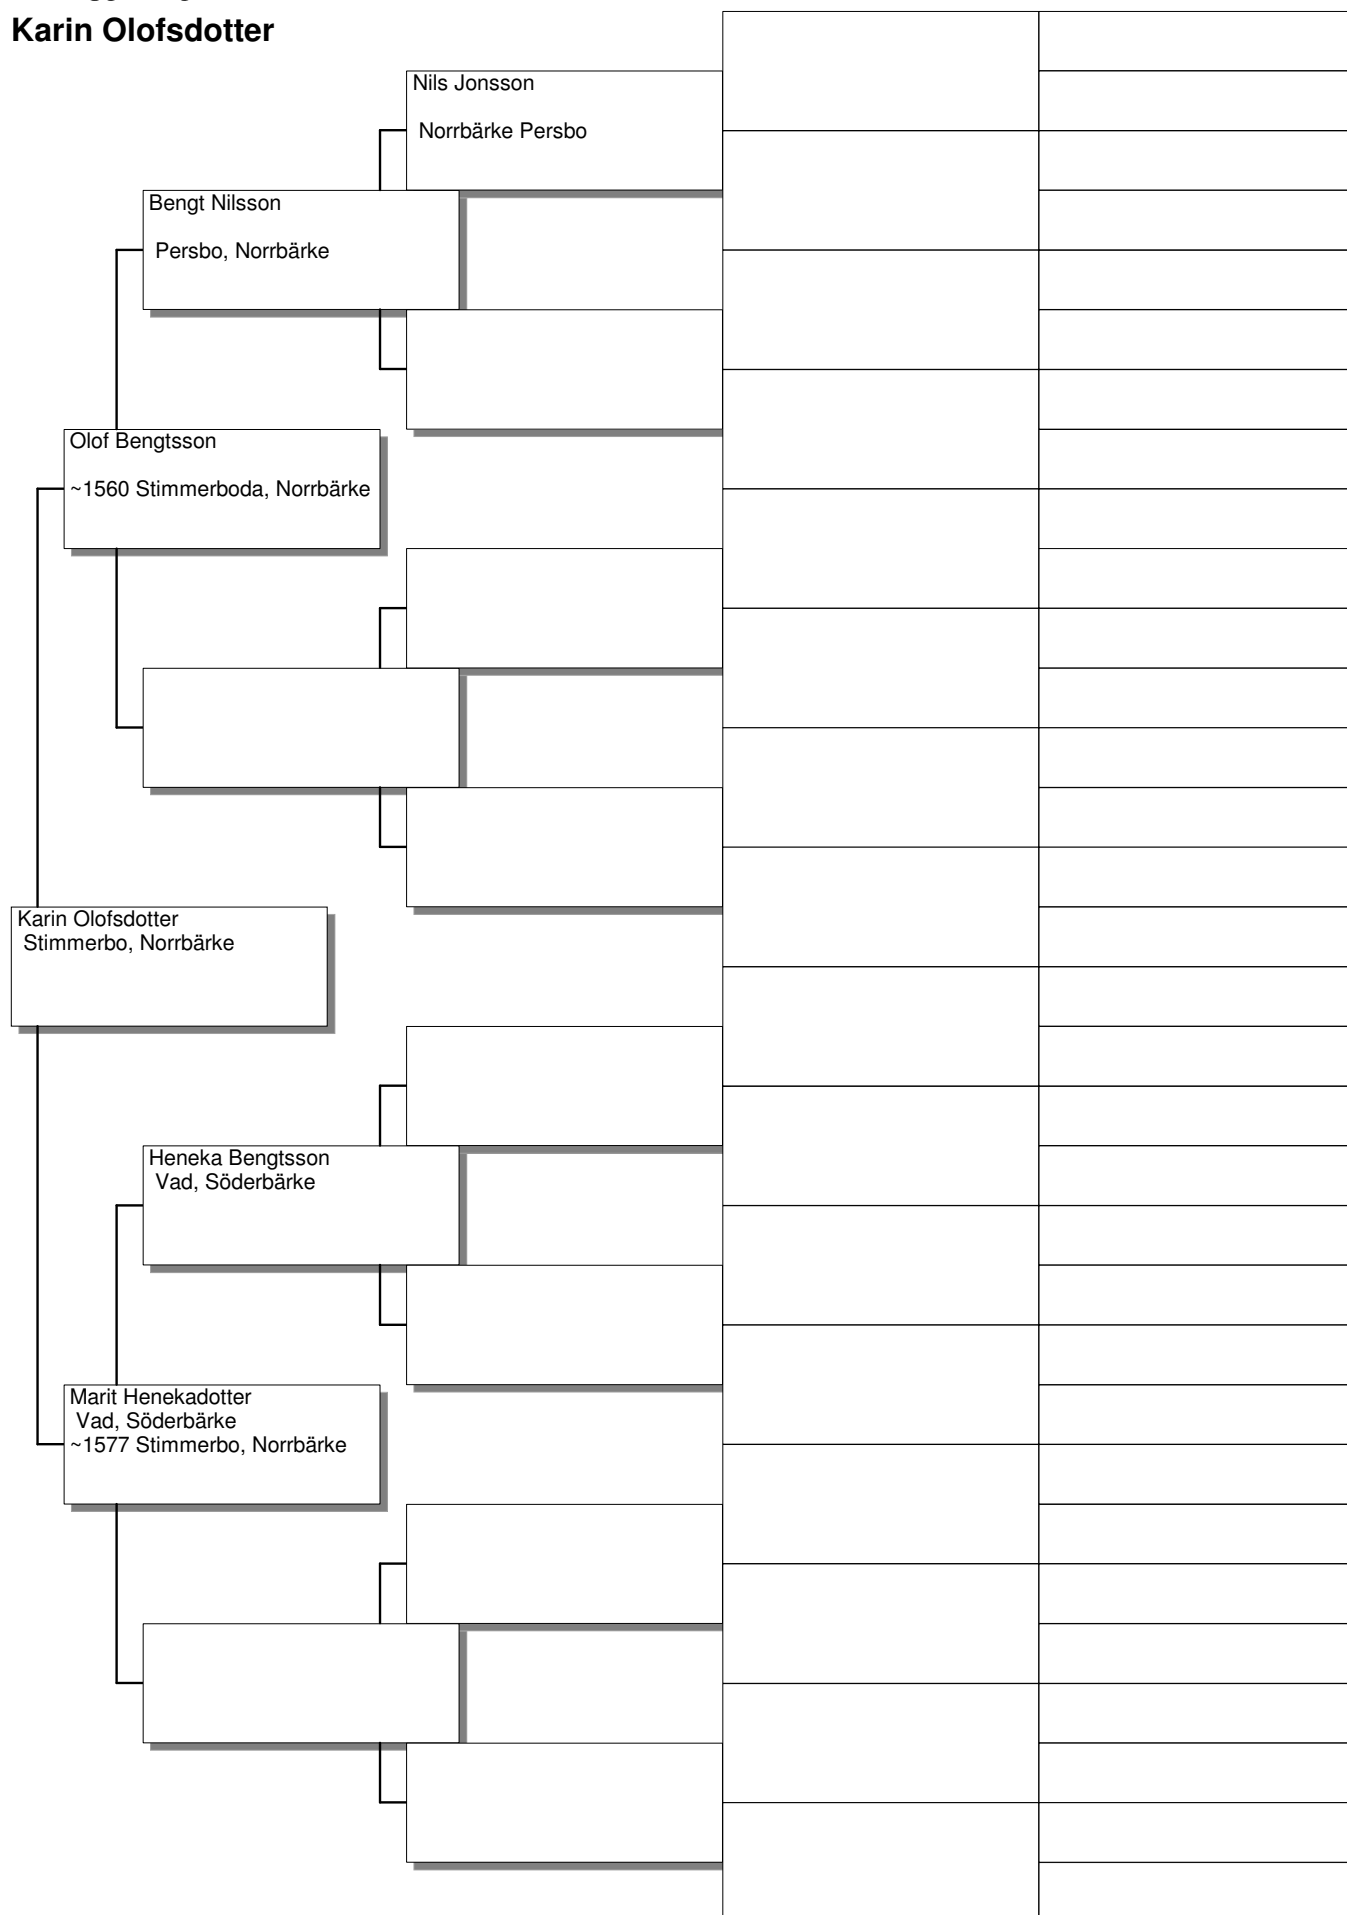 Karin Olofsdotter
Nils Jonsson
Norrbärke Persbo
Bengt Nilsson
Persbo, Norrbärke
Olof Bengtsson
~1560 Stimmerboda, Norrbärke
Karin Olofsdotter
Stimmerbo, Norrbärke
Heneka Bengtsson
Vad, Söderbärke
Marit Henekadotter
Vad, Söderbärke
~1577 Stimmerbo, Norrbärke